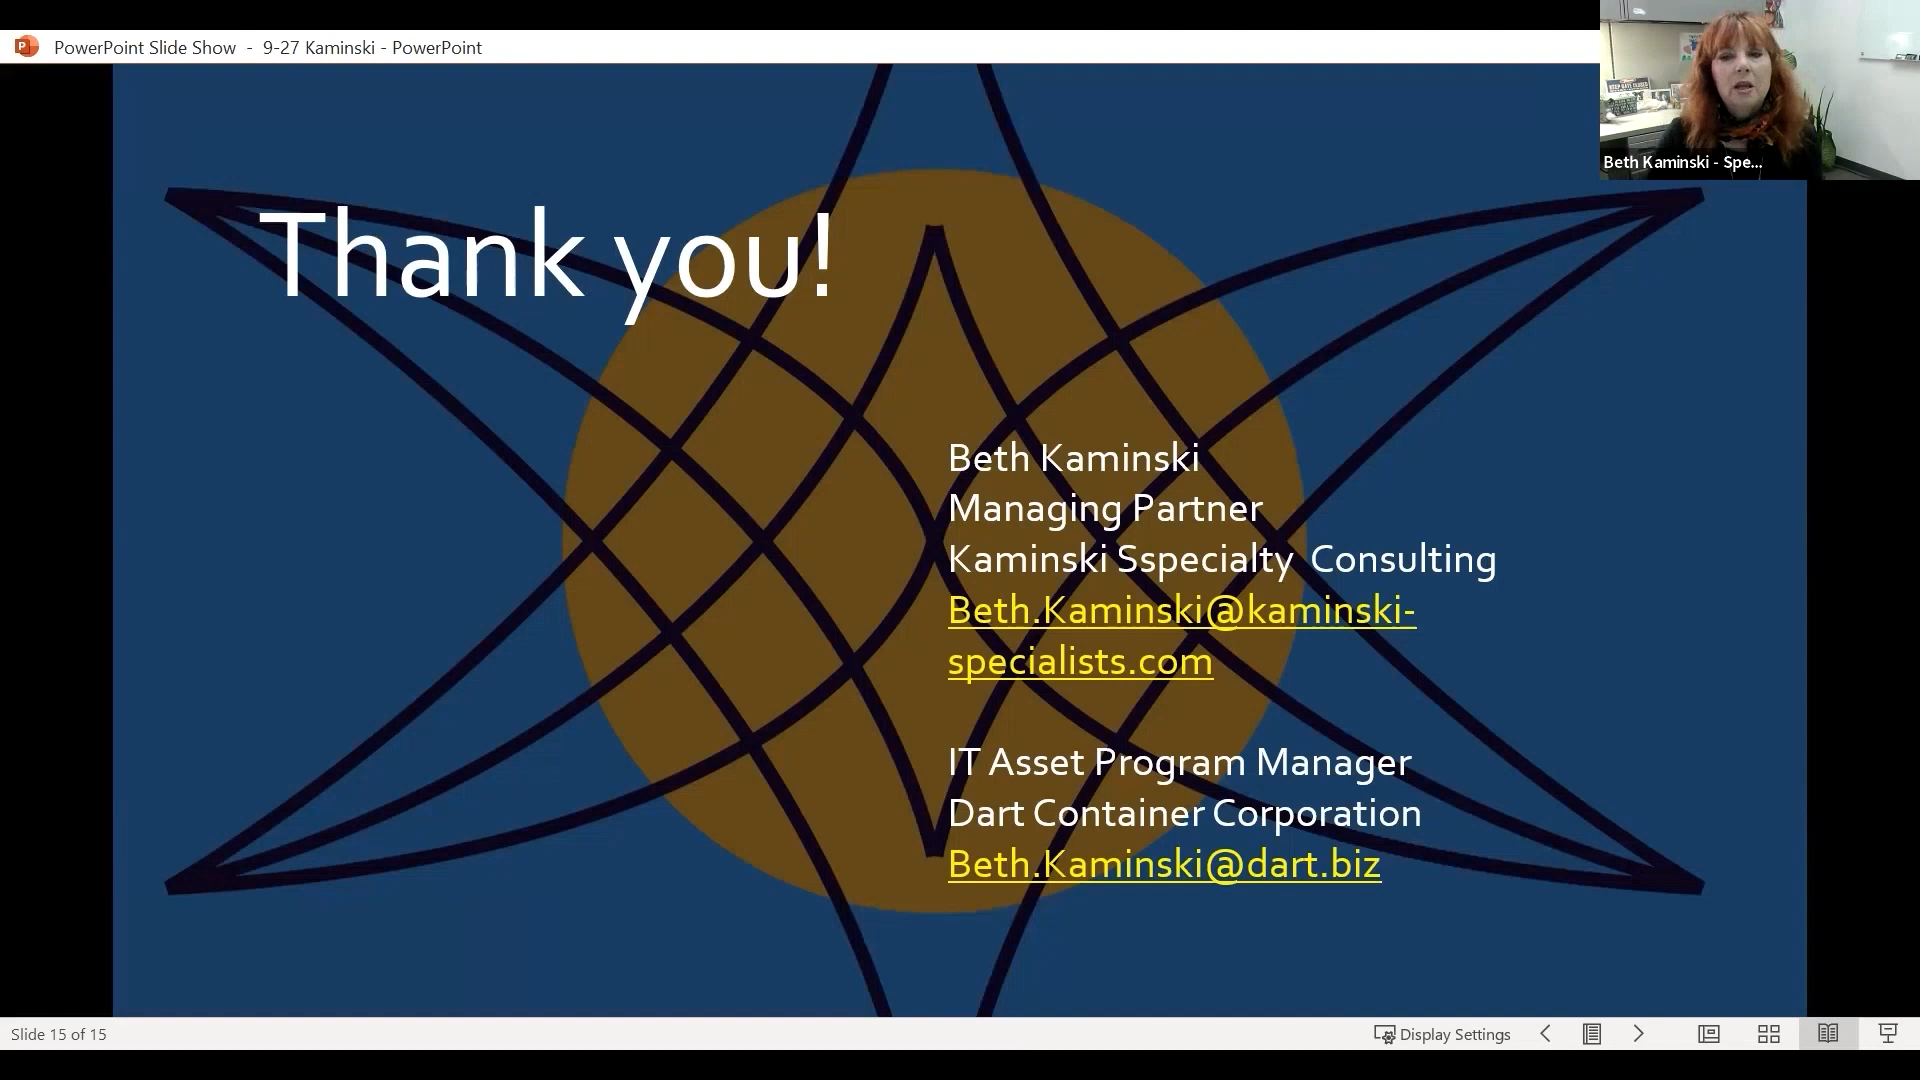 PowerPoint Slide Show - 9-27 Kaminski - PowerPoint
Beth Kaminski - Spe...
Thank you!
Beth Kaminski
Managing Partner
Kaminski Sspecialty Consulting
Beth.Kaminski@kaminski-
specialists.com
IT Asset Program Manager
Dart Container Corporation
Beth.Kaminski@dart.biz
Slide 15 of 15
Display Settings